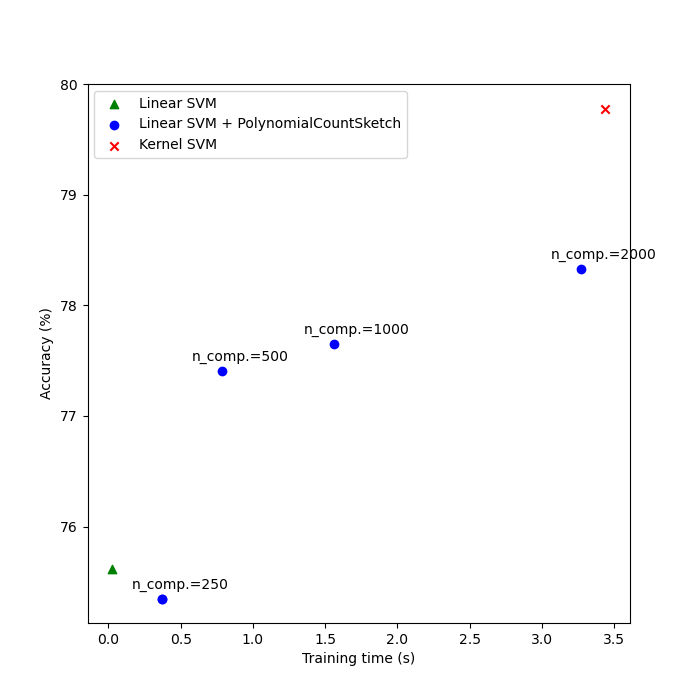 Linear SVM
Linear SVM + PolynomialCountSketch
Kernel SVM
80
79
78
77
76
Accuracy (%)
n_comp.=2000
n_comp.=1000
n_comp.=500
n_comp.=250
0.0 0.5 1.0 1.5 2.0 2.5 3.0 3.5
Training time (s)